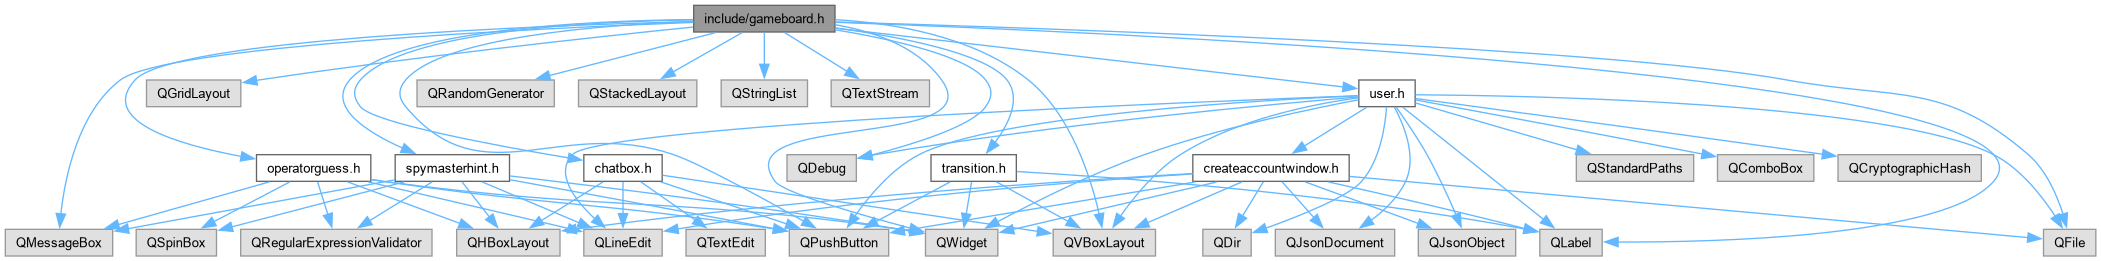 include/gameboard.h
QGridLayout
QRandomGenerator
QStackedLayout
QStringList
QTextStream
user.h
operatorguess.h
spymasterhint.h
chatbox.h
QDebug
transition.h
createaccountwindow.h
QStandardPaths
QComboBox
QCryptographicHash
QMessageBox
QSpinBox
QRegularExpressionValidator
QHBoxLayout
QLineEdit
QTextEdit
QPushButton
QWidget
QVBoxLayout
QDir
QJsonDocument
QJsonObject
QLabel
QFile